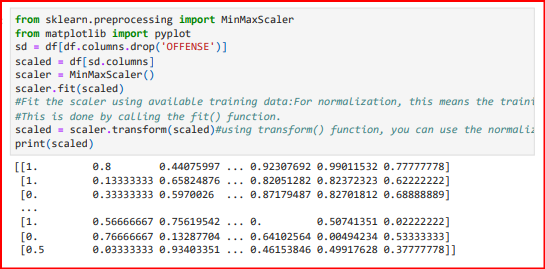 from sklearn.preprocessing import MinMaxScaler
from matplotlib import pyplot
sd = df[df.columns.drop('OFFENSE')]
scaled = df[sd.columns]
scaler = MinMaxScaler()
scaler.fit(scaled)
#Fit the scaler using available training data:For normalization, this means the traini
#This is done by calling the fit() function.
scaled = scaler.transform(scaled)#using transform() function, you can use the normaliz
print(scaled)
[[1. 0.8 0.44075997 ... 0.92307692 0.99011532 0.77777778]
[1. 0.13333333 0.65824876 ... 0.82051282 0.82372323 0.62222222]
[0. 0.33333333 0.5970026 ... 0.87179487 0.82701812 0.68888889]
...
[1. 0.56666667 0.75619542 ... 0. 0.50741351 0.02222222]
[0. 0.76666667 0.13287704 ... 0.64102564 0.00494234 0.53333333]
[0.5 0.03333333 0.93403351 ... 0.46153846 0.49917628 0.37777778]]